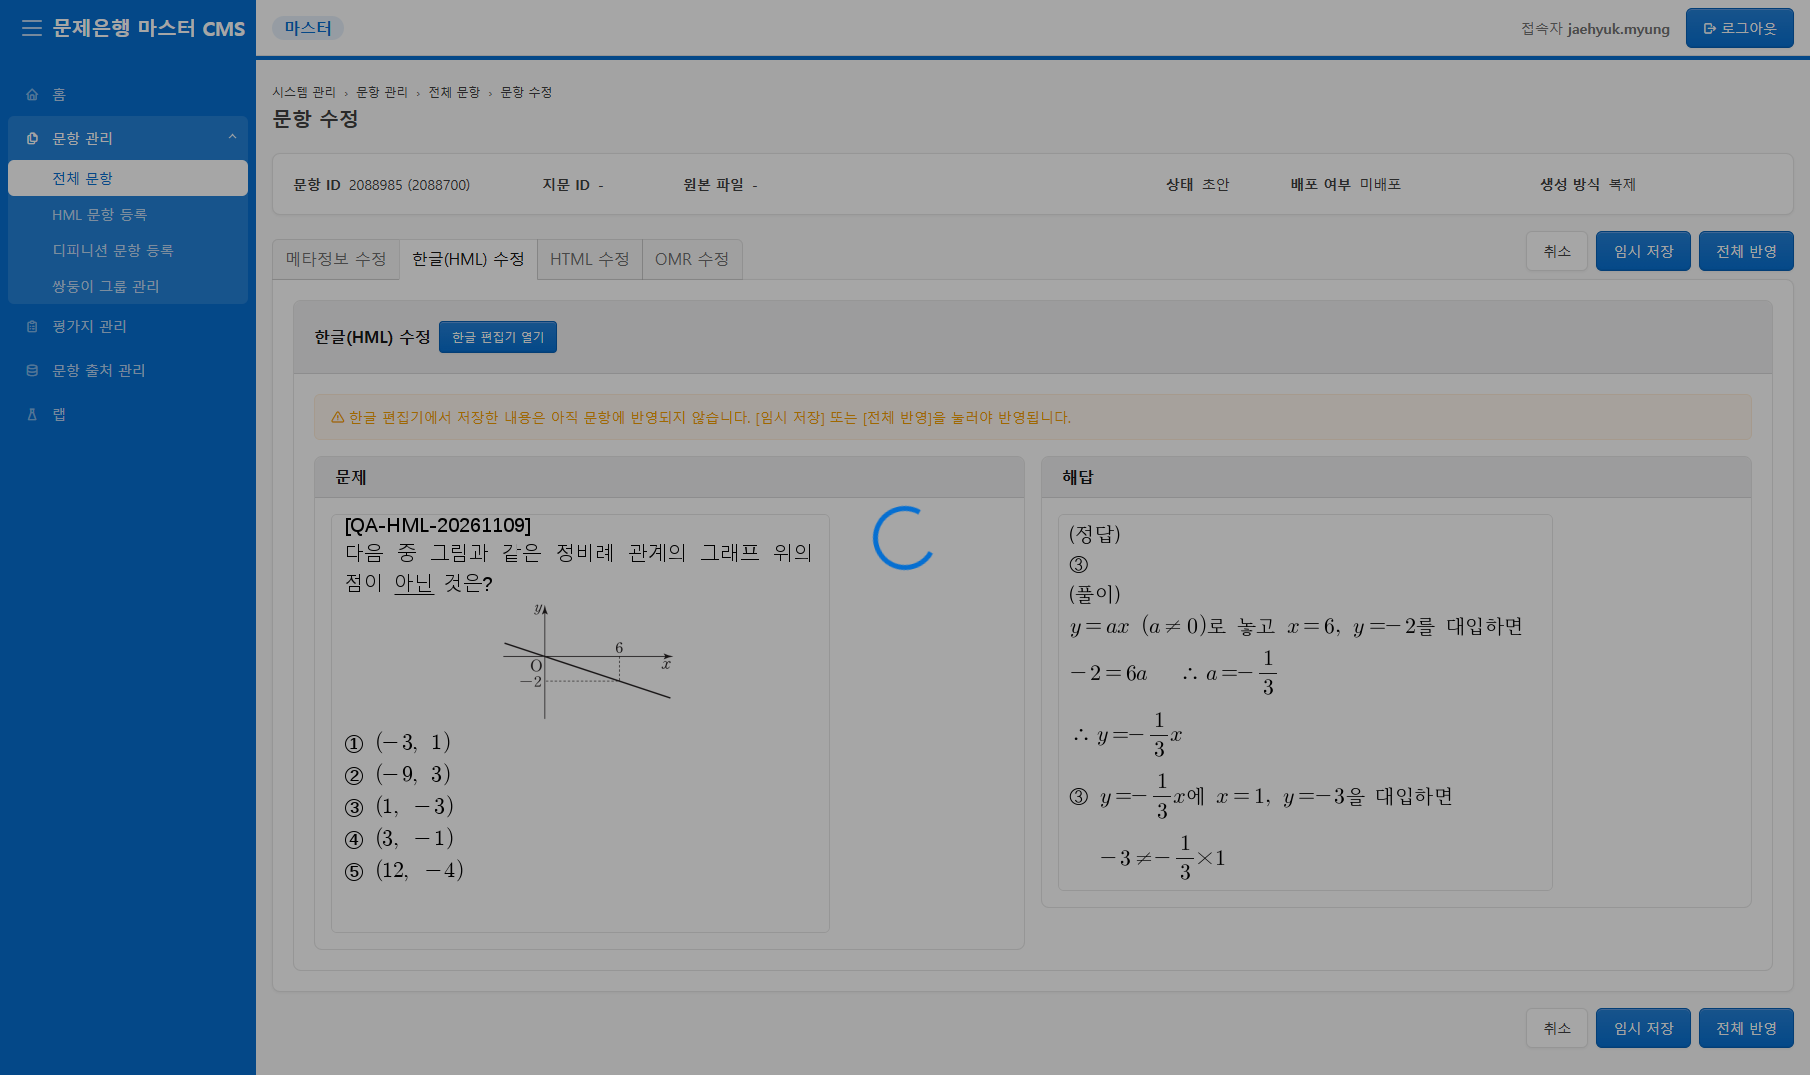 문제은행 마스터 CMS
마스터
접속자 jaehyuk.myung
로그아웃
홈
문항 관리
전체 문항
HML 문항 등록
디피니션 문항 등록
쌍둥이 그룹 관리
평가지 관리
문항 출처 관리
랩
시스템 관리 › 문항 관리 › 전체 문항 › 문항 수정
문항 수정
문항 ID 2088985 (2088700) 지문 ID - 원본 파일 - 상태 초안 배포 여부 미배포 생성 방식 복제
메타정보 수정 한글(HML) 수정 HTML 수정 OMR 수정
취소 임시 저장 전체 반영
한글(HML) 수정 한글 편집기 열기
한글 편집기에서 저장한 내용은 아직 문항에 반영되지 않습니다. [임시 저장] 또는 [전체 반영]을 눌러야 반영됩니다.
문제
[QA-HML-20261109]
다음 중 그림과 같은 정비례 관계의 그래프 위의
점이 아닌 것은?
y
6
O
x
−2
① (−3, 1)
② (−9, 3)
③ (1, −3)
④ (3, −1)
⑤ (12, −4)
해답
(정답)
③
(풀이)
y=ax (a≠0)로 놓고 x=6, y=−2를 대입하면
−2=6a ∴ a=−1/3
∴ y=−1/3x
③ y=−1/3x에 x=1, y=−3을 대입하면
−3≠−1/3×1
취소 임시 저장 전체 반영